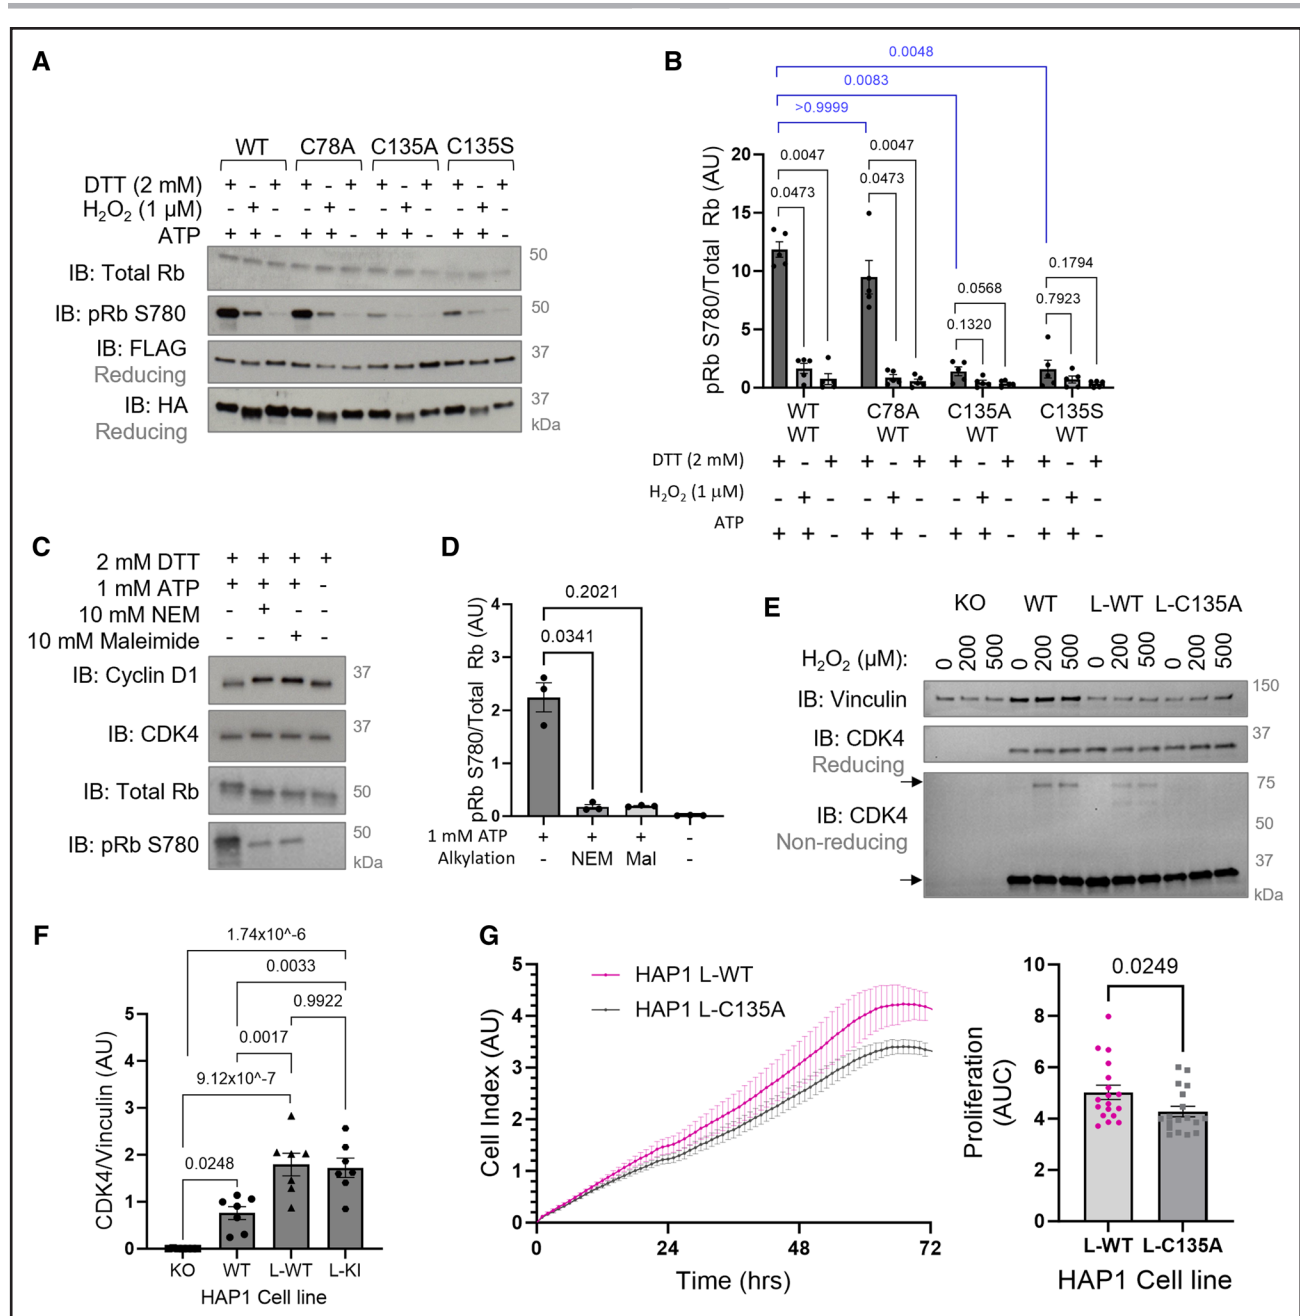 A
WT C78A C135A C135S
DTT (2 mM) + - + + - + + - + + - +
H₂O₂ (1 µM) - + - - + - - + - - + -
ATP + + - + + - + + - + + -
IB: Total Rb 50
IB: pRb S780 50
IB: FLAG 37
Reducing
IB: HA 37
Reducing kDa
B
0.0048
0.0083
>0.9999
0.0047
0.0473
0.0047
0.0473
0.0568
0.1320
0.1794
0.7923
pRb S780/Total Rb (AU)
20
15
10
5
0
WT C78A C135A C135S
WT WT WT WT
DTT (2 mM) + - + + - + + - + + - +
H₂O₂ (1 µM) - + - - + - - + - - + -
ATP + + - + + - + + - + + -
C
2 mM DTT + + + +
1 mM ATP + + + -
10 mM NEM - + - -
10 mM Maleimide - - + -
IB: Cyclin D1 37
IB: CDK4 37
IB: Total Rb 50
IB: pRb S780 50
kDa
D
0.2021
0.0341
pRb S780/Total Rb (AU)
4
3
2
1
0
1 mM ATP + + + -
Alkylation - NEM Mal -
E
KO WT L-WT L-C135A
H₂O₂ (µM): 0 200 500 0 200 500 0 200 500 0 200 500
IB: Vinculin 150
IB: CDK4 37
Reducing
75
IB: CDK4 50
Non-reducing
37
kDa
F
1.74x10^-6
0.0033
0.9922
0.0017
9.12x10^-7
0.0248
CDK4/Vinculin (AU)
5
4
3
2
1
0
KO WT L-WT L-KI
HAP1 Cell line
G
HAP1 L-WT
HAP1 L-C135A
Cell Index (AU)
5
4
3
2
1
0
0 24 48 72
Time (hrs)
0.0249
Proliferation
(AUC)
10
8
6
4
2
0
L-WT L-C135A
HAP1 Cell line